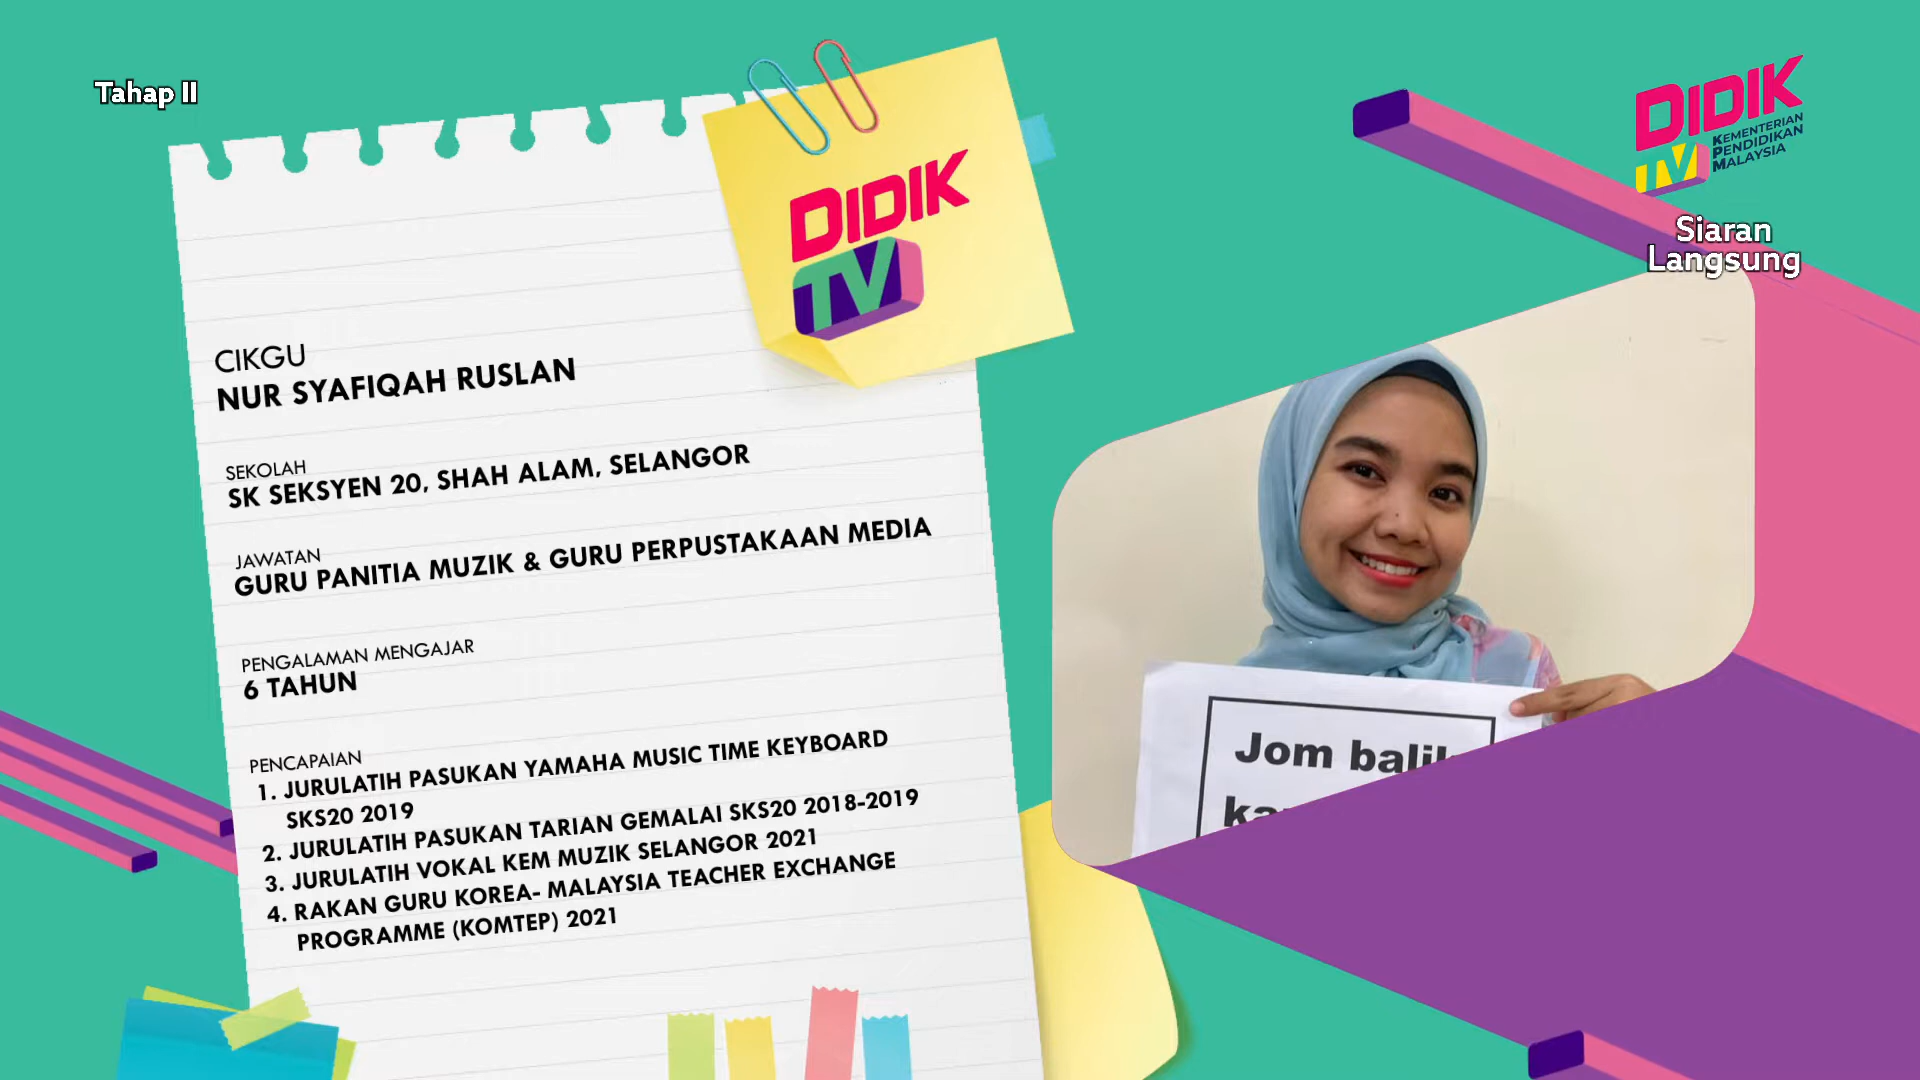 Tahap II
DIDIK
TV
KEMENTERIAN
PENDIDIKAN
MALAYSIA
Siaran
Langsung
DIDIK
TV
CIKGU
NUR SYAFIQAH RUSLAN
SEKOLAH
SK SEKSYEN 20, SHAH ALAM, SELANGOR
JAWATAN
GURU PANITIA MUZIK & GURU PERPUSTAKAAN MEDIA
PENGALAMAN MENGAJAR
6 TAHUN
PENCAPAIAN
1. JURULATIH PASUKAN YAMAHA MUSIC TIME KEYBOARD
SKS20 2019
2. JURULATIH PASUKAN TARIAN GEMALAI SKS20 2018-2019
3. JURULATIH VOKAL KEM MUZIK SELANGOR 2021
4. RAKAN GURU KOREA- MALAYSIA TEACHER EXCHANGE
PROGRAMME (KOMTEP) 2021
Jom